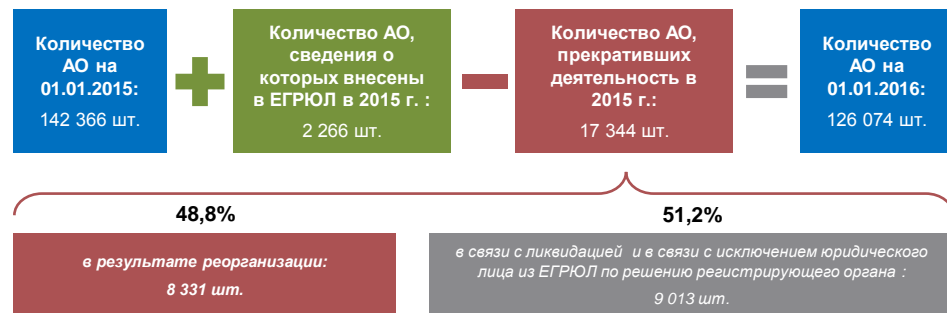 Количество
АО на
01.01.2015:
142 366 шт.
Количество АО,
сведения о
которых внесены
в ЕГРЮЛ в 2015 г. :
2 266 шт.
Количество АО,
прекративших
деятельность в
2015 г.:
17 344 шт.
Количество
АО на
01.01.2016:
126 074 шт.
48,8%
51,2%
в результате реорганизации:
8 331 шт.
в связи с ликвидацией и в связи с исключением юридического
лица из ЕГРЮЛ по решению регистрирующего органа :
9 013 шт.